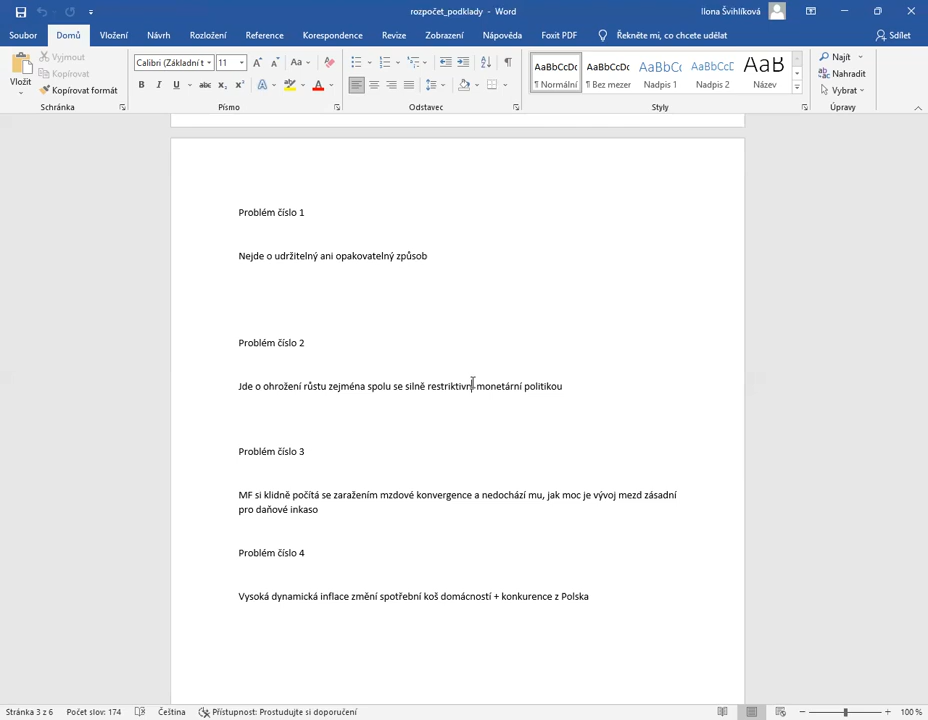 rozpočet_podklady - Word
Ilona Švihlíková
Soubor Domů Vložení Návrh Rozložení Reference Korespondence Revize Zobrazení Nápověda Foxit PDF Řekněte mi, co chcete udělat Sdílet
Vložit
Vyjmout
Kopírovat
Kopírovat formát
Schránka
Calibri (Základní t 11
Písmo
Odstavec
AaBbCcDc AaBbCcDc AaBbCc AaBbCcD AaB
¶ Normální ¶ Bez mezer Nadpis 1 Nadpis 2 Název
Styly
Najít
Nahradit
Vybrat
Úpravy
Problém číslo 1
Nejde o udržitelný ani opakovatelný způsob
Problém číslo 2
Jde o ohrožení růstu zejména spolu se silně restriktivní monetární politikou
Problém číslo 3
MF si klidně počítá se zaražením mzdové konvergence a nedochází mu, jak moc je vývoj mezd zásadní
pro daňové inkaso
Problém číslo 4
Vysoká dynamická inflace změní spotřební koš domácností + konkurence z Polska
Stránka 3 z 6 Počet slov: 174 Čeština Přístupnost: Prostudujte si doporučení 100 %